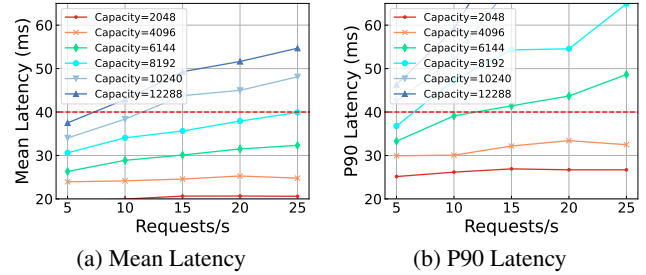 Mean Latency (ms)
60
50
40
30
20
Capacity=2048
Capacity=4096
Capacity=6144
Capacity=8192
Capacity=10240
Capacity=12288
5 10 15 20 25
Requests/s
(a) Mean Latency
P90 Latency (ms)
60
50
40
30
20
Capacity=2048
Capacity=4096
Capacity=6144
Capacity=8192
Capacity=10240
Capacity=12288
5 10 15 20 25
Requests/s
(b) P90 Latency